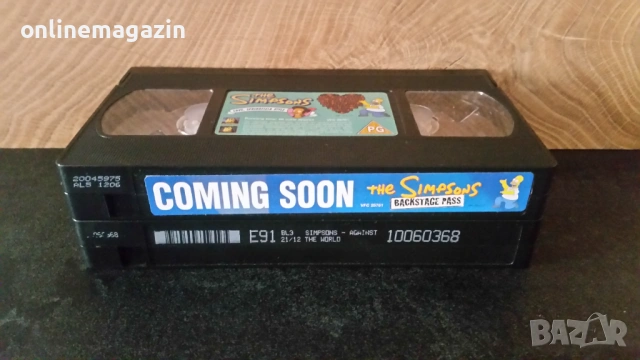 onlinemagazin
THE
SIMPSONS
PG
20045975
ALS 1206
COMING SOON THE SIMPSONS
BACKSTAGE PASS
E91 BL3 SIMPSONS - AGAINST 10060368
21/12 THE WORLD
BAZAR